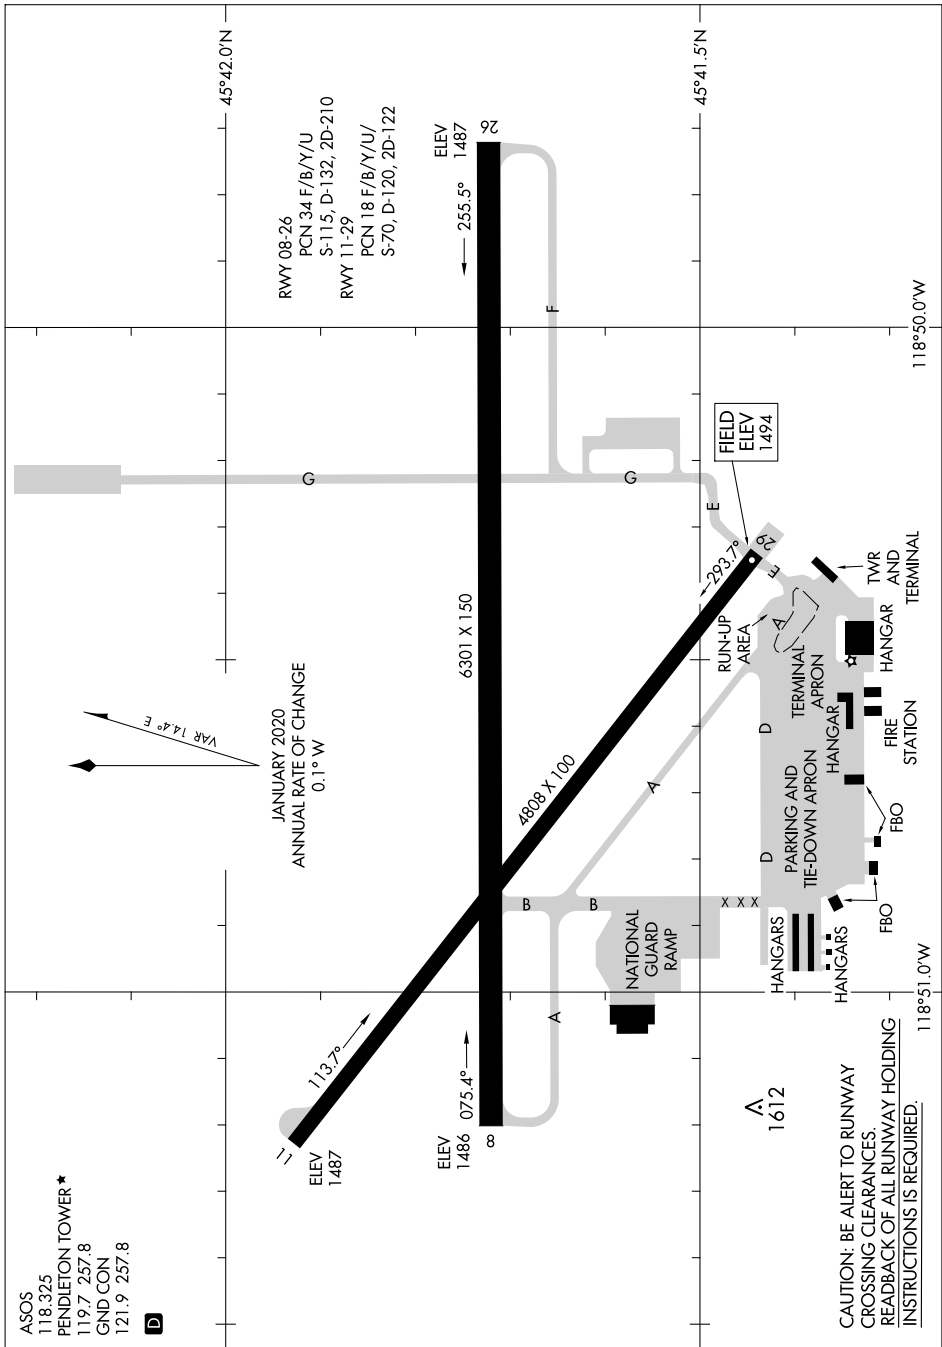 ASOS
118.325
PENDLETON TOWER★
119.7 257.8
GND CON
121.9 257.8
D
CAUTION: BE ALERT TO RUNWAY
CROSSING CLEARANCES.
READBACK OF ALL RUNWAY HOLDING
INSTRUCTIONS IS REQUIRED.
VAR 14.4° E
JANUARY 2020
ANNUAL RATE OF CHANGE
0.1° W
RWY 08-26
PCN 34 F/B/Y/U
S-115, D-132, 2D-210
RWY 11-29
PCN 18 F/B/Y/U/
S-70, D-120, 2D-122
45°42.0'N
45°41.5'N
118°51.0'W
118°50.0'W
11
ELEV
1487
113.7°
ELEV
1486
8
075.4°
6301 X 150
255.5°
ELEV
1487
26
4808 X 100
293.7°
29
FIELD
ELEV
1494
G
G
F
E
E
A
A
A
B
B
D
D
X X X
NATIONAL
GUARD
RAMP
RUN-UP
AREA
TERMINAL
APRON
PARKING AND
TIE-DOWN APRON
HANGARS
HANGARS
FBO
FBO
HANGAR
FIRE
STATION
HANGAR
TWR
AND
TERMINAL
1612